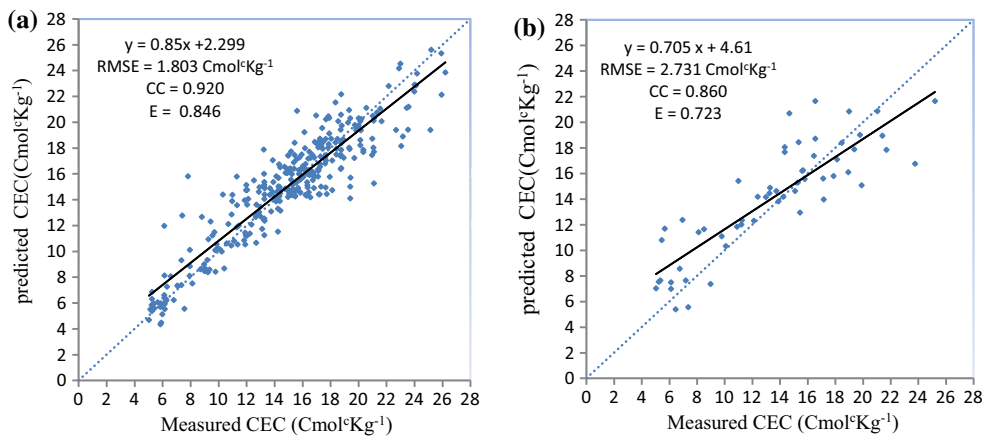 (a)
y = 0.85x +2.299
RMSE = 1.803 CmolᶜKg⁻¹
CC = 0.920
E = 0.846
predicted CEC(CmolᶜKg⁻¹)
28
26
24
22
20
18
16
14
12
10
8
6
4
2
0
0 2 4 6 8 10 12 14 16 18 20 22 24 26 28
Measured CEC (CmolᶜKg⁻¹)
(b)
y = 0.705 x + 4.61
RMSE = 2.731 CmolᶜKg⁻¹
CC = 0.860
E = 0.723
predicted CEC(CmolᶜKg⁻¹)
28
26
24
22
20
18
16
14
12
10
8
6
4
2
0
0 2 4 6 8 10 12 14 16 18 20 22 24 26 28
Measured CEC (CmolᶜKg⁻¹)